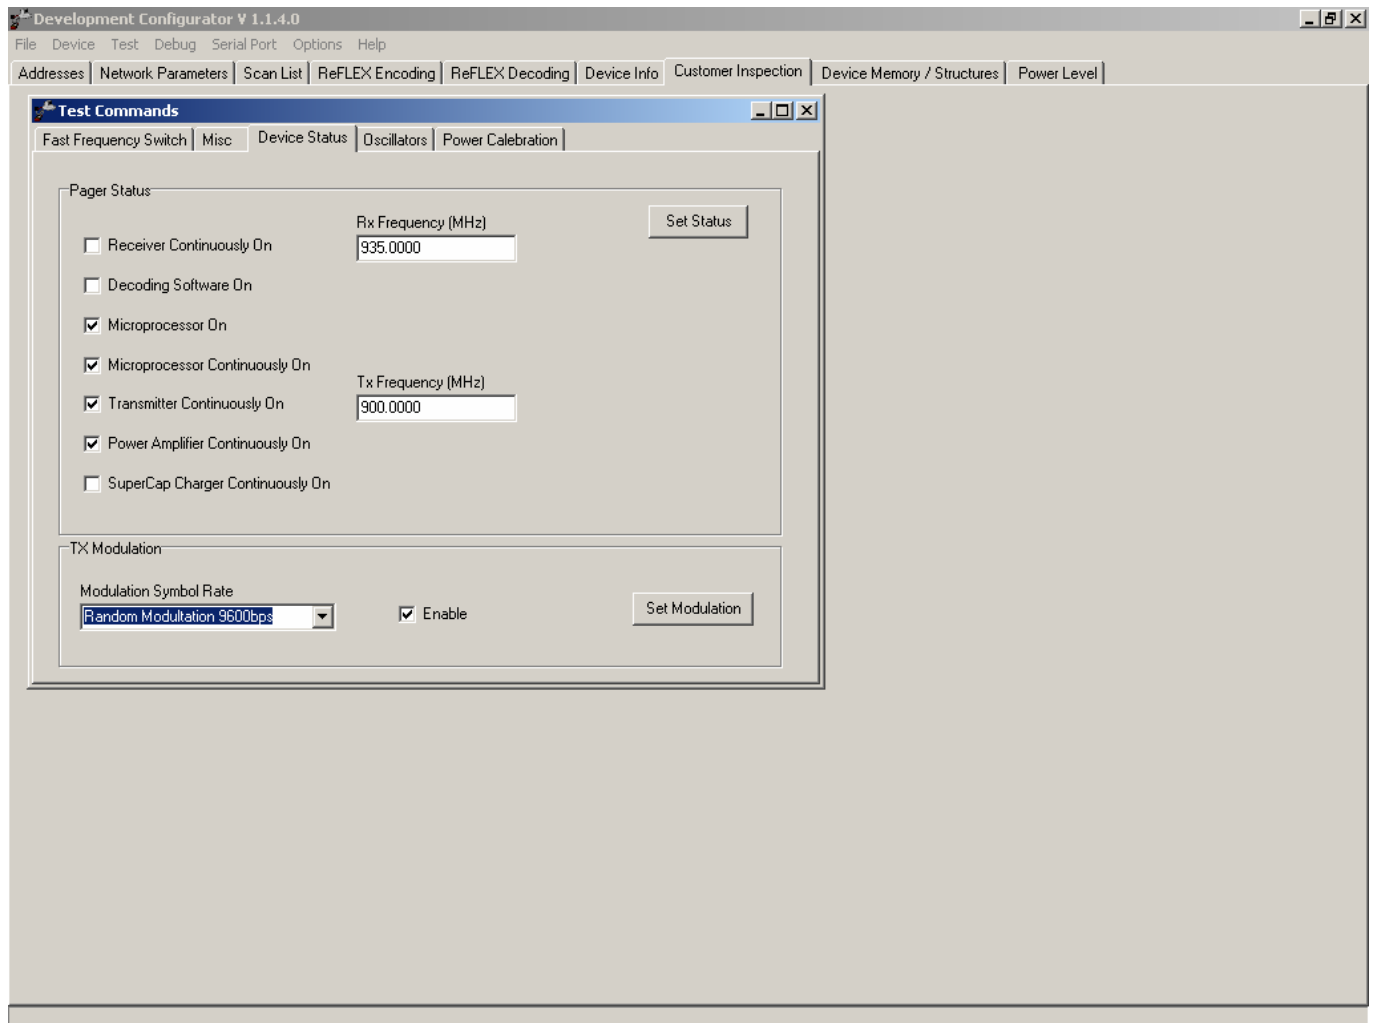 Development Configurator V 1.1.4.0
File Device Test Debug Serial Port Options Help
Addresses Network Parameters Scan List ReFLEX Encoding ReFLEX Decoding Device Info Customer Inspection Device Memory / Structures Power Level
Test Commands
Fast Frequency Switch Misc Device Status Oscillators Power Calebration
Pager Status
Rx Frequency (MHz)
Set Status
Receiver Continuously On
935.0000
Decoding Software On
Microprocessor On
Microprocessor Continuously On
Tx Frequency (MHz)
Transmitter Continuously On
900.0000
Power Amplifier Continuously On
SuperCap Charger Continuously On
TX Modulation
Modulation Symbol Rate
Random Modultation 9600bps
Enable
Set Modulation